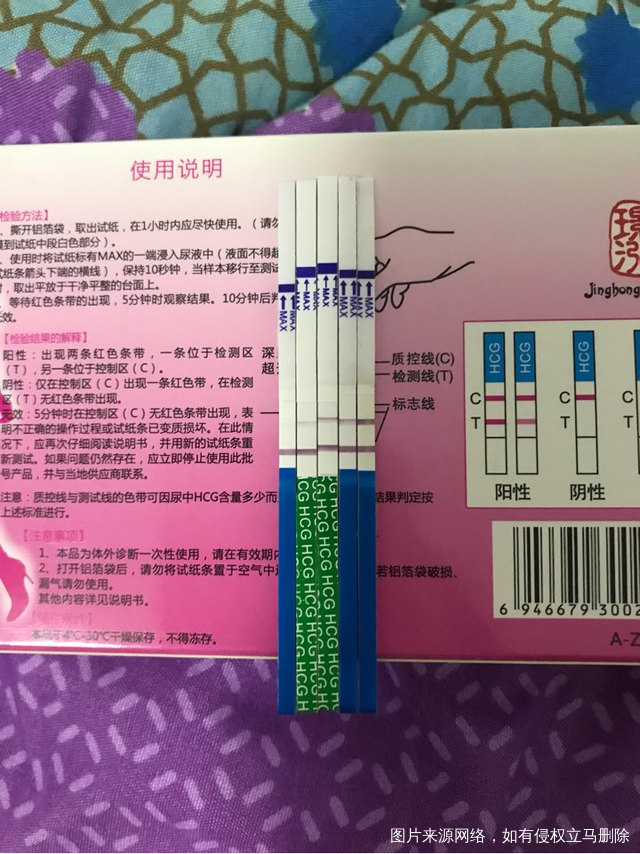 使用说明
检验方法】
、撕开铝箔袋，取出试纸，在1小时内应尽快使用。（请勿
到试纸中段白色部分）。
、使用时将试纸标有MAX的一端浸入尿液中（液面不得超
试纸条箭头下端的横线），保持10秒钟，当样本移行至测试
时，取出平放于干净平整的台面上。
、等待红色条带的出现，5分钟时观察结果。10分钟后判
无效。
【检验结果的解释】
阳性：出现两条红色条带，一条位于检测区
（T），另一条位于控制区（C）。
阴性：仅在控制区（C）出现一条红色带，在检测
区（T）无红色条带出现。
无效：5分钟时在控制区（C）无红色条带出现，表
明不正确的操作过程或试纸条已变质损坏。在此情
况下，应再次仔细阅读说明书，并用新的试纸条重
新测试。如果问题仍然存在，应立即停止使用此批
号产品，并与当地供应商联系。
注意：质控线与测试线的色带可因尿中HCG含量多少而
结果判定按
上述标准进行。
【注意事项】
1、本品为体外诊断一次性使用，请在有效期内
2、打开铝箔袋后，请勿将试纸条置于空气中
若铝箔袋破损、
漏气请勿使用。
其他内容详见说明书。
4℃-30℃干燥保存，不得冻存。
深
超
质控线(C)
检测线(T)
标志线
MAX
MAX
MAX
MAX
MAX
HCG HCG HCG HCG HCG HCG
HCG HCG HCG HCG HCG HCG
Jinghong
HCG
HCG
HCG
C
T
C
T
C
T
阳性
阴性
6 946679 3002
A-Z
图片来源网络，如有侵权立马删除